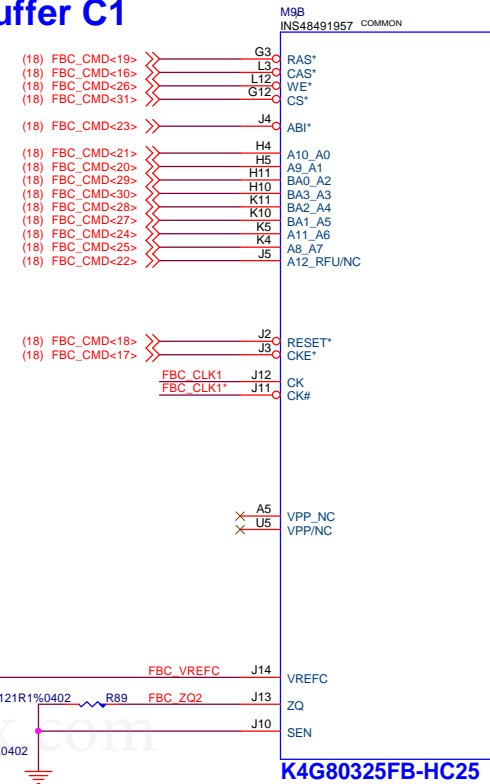 uffer C1
M9B
INS48491957 COMMON
(18) FBC_CMD<19> G3 RAS*
(18) FBC_CMD<16> L3 CAS*
(18) FBC_CMD<26> L12 WE*
(18) FBC_CMD<31> G12 CS*
(18) FBC_CMD<23> J4 ABI*
(18) FBC_CMD<21> H4 A10_A0
(18) FBC_CMD<20> H5 A9_A1
(18) FBC_CMD<29> H11 BA0_A2
(18) FBC_CMD<30> H10 BA3_A3
(18) FBC_CMD<28> K11 BA2_A4
(18) FBC_CMD<27> K10 BA1_A5
(18) FBC_CMD<24> K5 A11_A6
(18) FBC_CMD<25> K4 A8_A7
(18) FBC_CMD<22> J5 A12_RFU/NC
(18) FBC_CMD<18> J2 RESET*
(18) FBC_CMD<17> J3 CKE*
FBC_CLK1 J12 CK
FBC_CLK1* J11 CK#
A5 VPP_NC
U5 VPP/NC
FBC_VREFC J14 VREFC
121R1%0402 R89 FBC_ZQ2 J13 ZQ
J10 SEN
x.com
0402
K4G80325FB-HC25